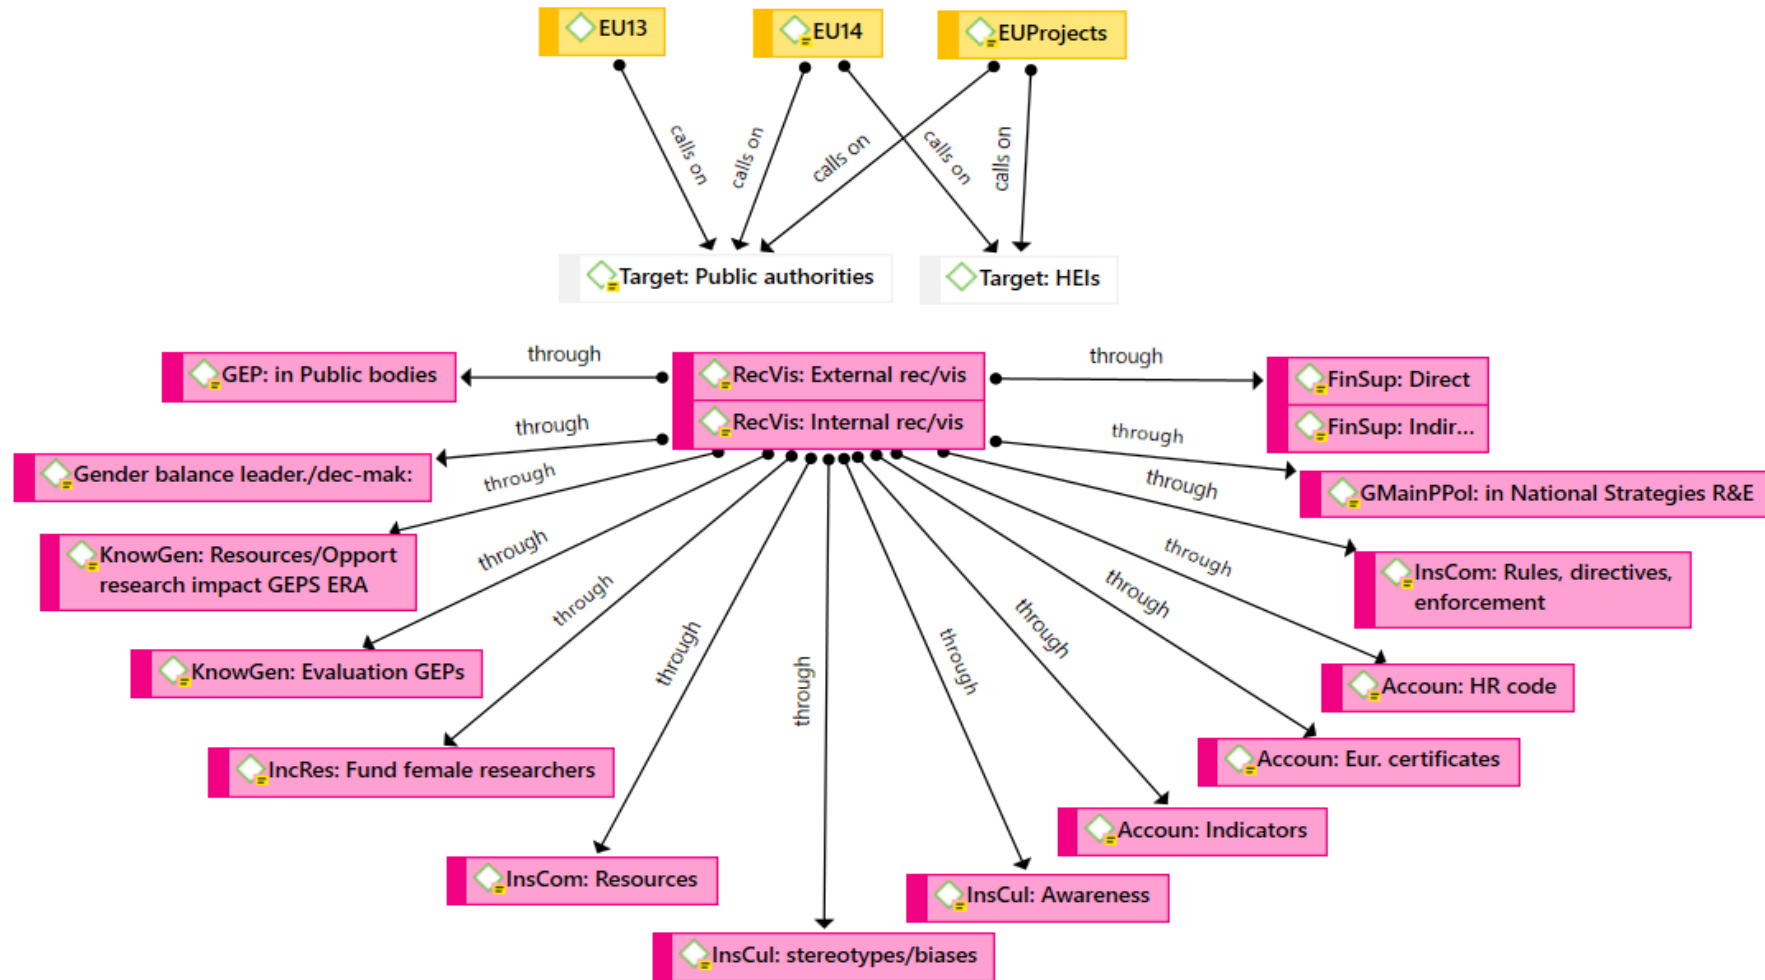 EU13
EU14
EUProjects
calls on
calls on
calls on
calls on
calls on
Target: Public authorities
Target: HEIs
through
through
GEP: in Public bodies
RecVis: External rec/vis
FinSup: Direct
RecVis: Internal rec/vis
FinSup: Indir...
through
through
Gender balance leader./dec-mak:
through
through
GMainPPol: in National Strategies R&E
KnowGen: Resources/Opport
research impact GEPS ERA
through
through
InsCom: Rules, directives,
enforcement
through
through
through
KnowGen: Evaluation GEPs
through
through
through
Accoun: HR code
IncRes: Fund female researchers
Accoun: Eur. certificates
Accoun: Indicators
InsCom: Resources
InsCul: Awareness
InsCul: stereotypes/biases